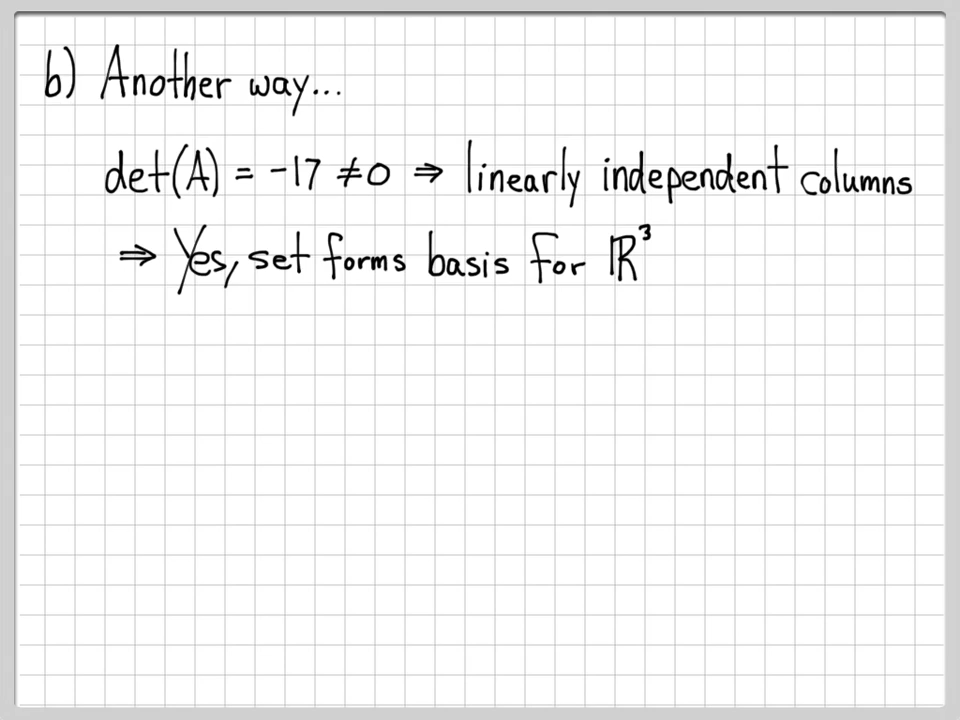 b) Another way...
det(A) = -17 ≠ 0 ⇒ linearly independent columns
⇒ Yes, set forms basis for ℝ³